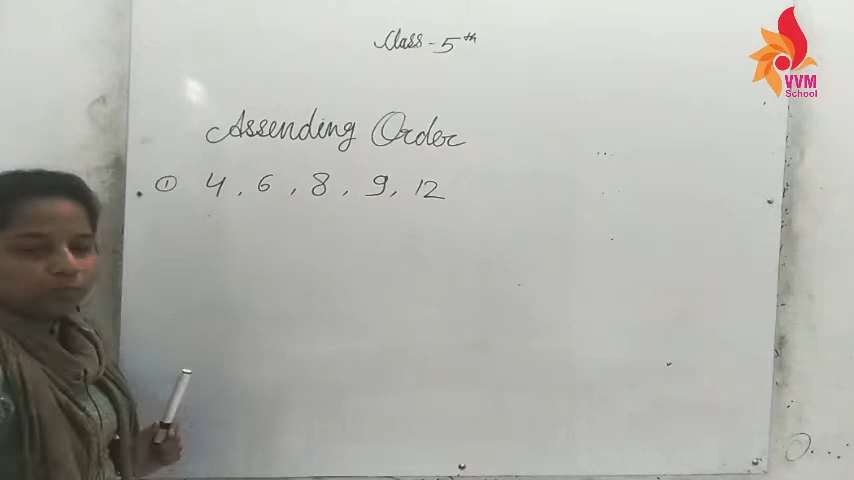 Class - 5th
VVM
School
Assending Order
① 4, 6, 8, 9, 12